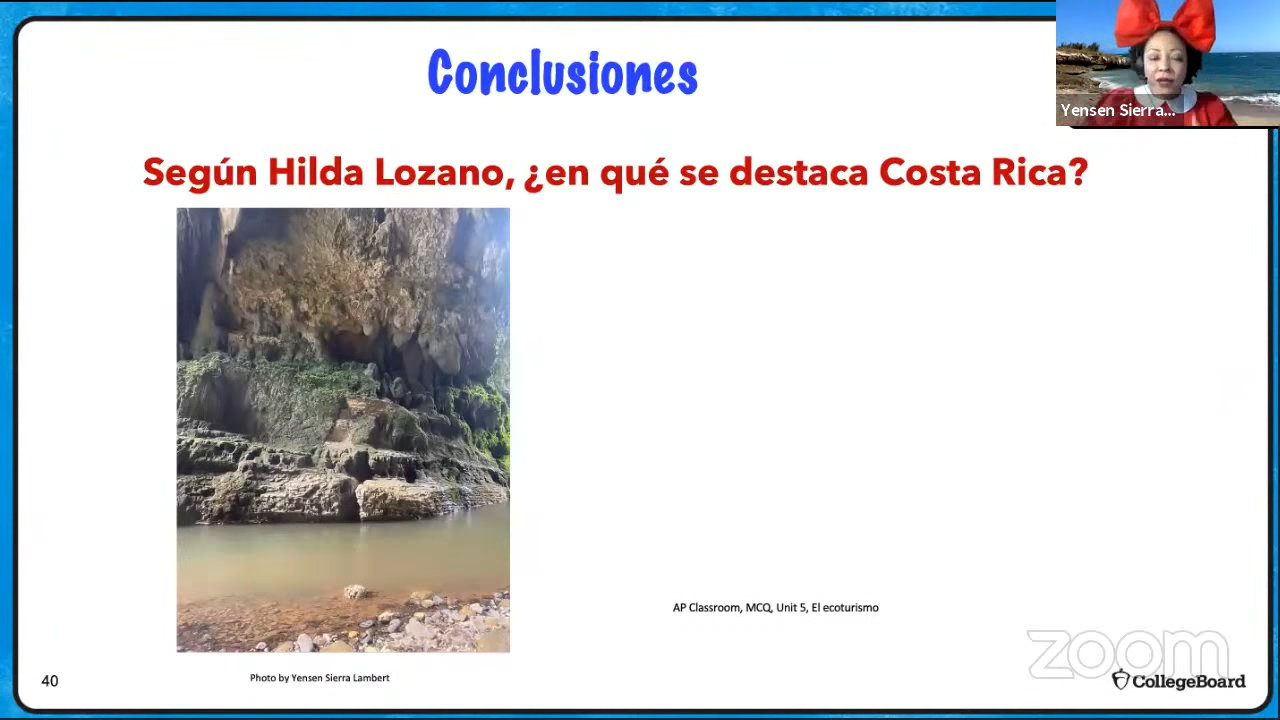 Conclusiones
Yensen Sierra...
Según Hilda Lozano, ¿en qué se destaca Costa Rica?
AP Classroom, MCQ, Unit 5, El ecoturismo
zoom
40
Photo by Yensen Sierra Lambert
CollegeBoard